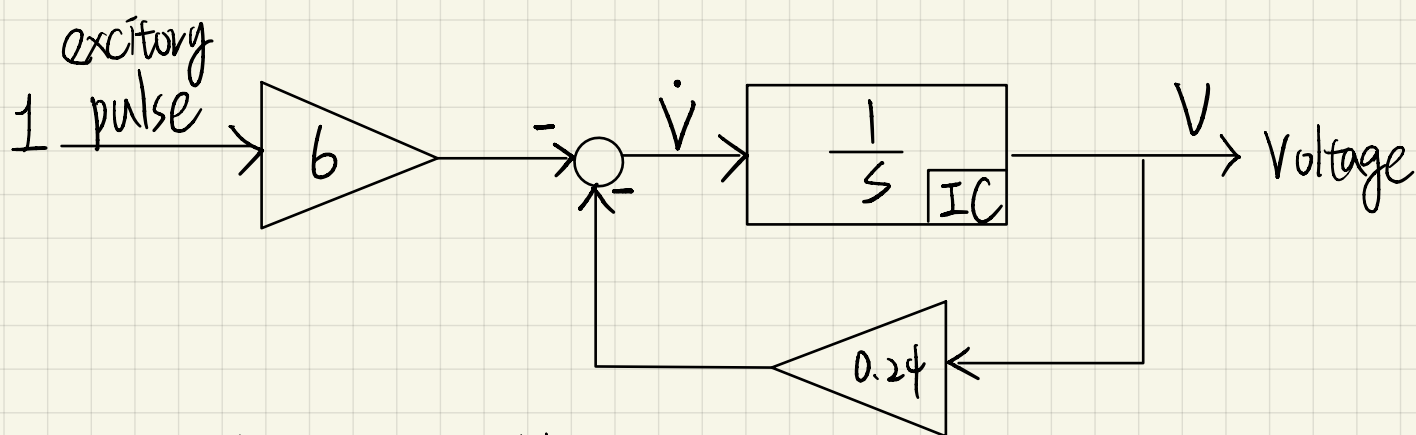 excitory
1 pulse
6
-
V̇
1
S
IC
V
Voltage
-
0.24